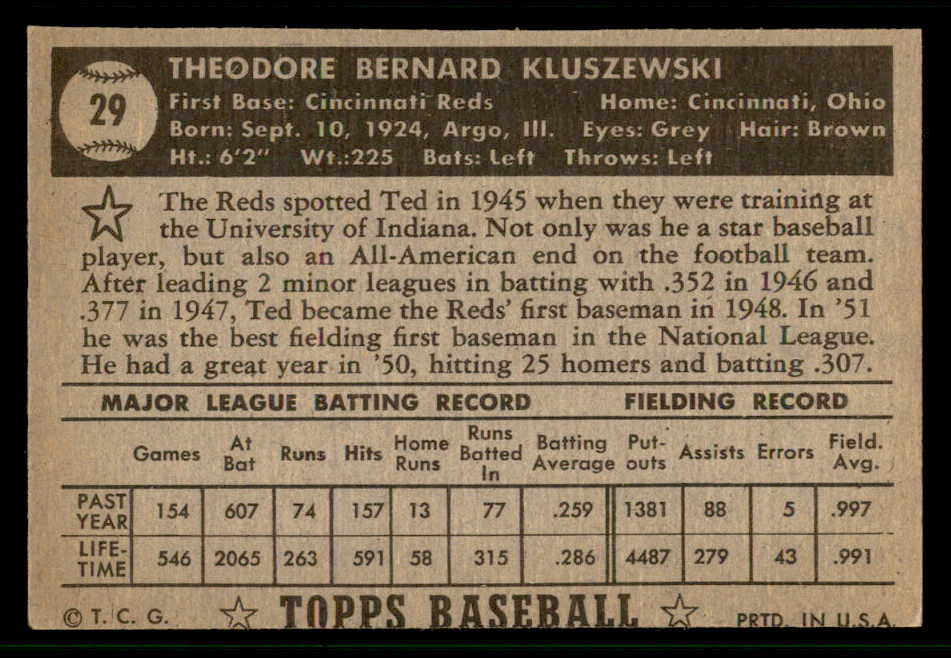 29
THEODORE BERNARD KLUSZEWSKI
First Base: Cincinnati Reds Home: Cincinnati, Ohio
Born: Sept. 10, 1924, Argo, Ill. Eyes: Grey Hair: Brown
Ht.: 6'2" Wt.:225 Bats: Left Throws: Left
The Reds spotted Ted in 1945 when they were training at
the University of Indiana. Not only was he a star baseball
player, but also an All-American end on the football team.
After leading 2 minor leagues in batting with .352 in 1946 and
.377 in 1947, Ted became the Reds' first baseman in 1948. In '51
he was the best fielding first baseman in the National League.
He had a great year in '50, hitting 25 homers and batting .307.
MAJOR LEAGUE BATTING RECORD FIELDING RECORD
Games At Bat Runs Hits Home Runs Runs Batted In Batting Average Put-outs Assists Errors Field. Avg.
PAST YEAR 154 607 74 157 13 77 .259 1381 88 5 .997
LIFE-TIME 546 2065 263 591 58 315 .286 4487 279 43 .991
© T. C. G. TOPPS BASEBALL PRTD. IN U.S.A.